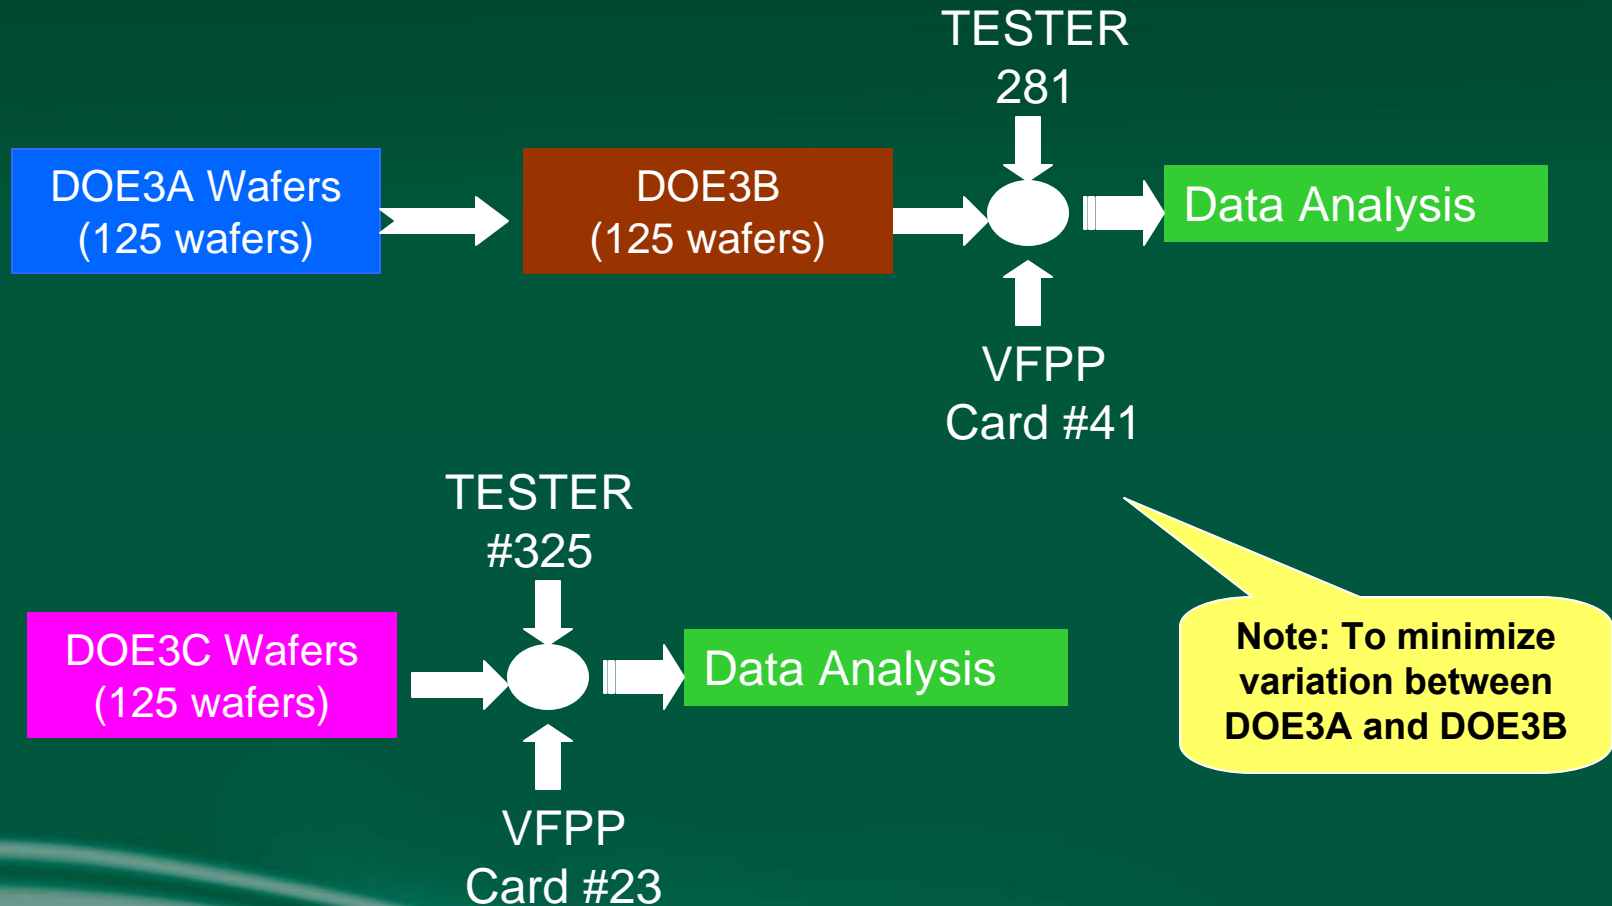 TESTER
281
DOE3A Wafers
(125 wafers)
DOE3B
(125 wafers)
Data Analysis
VFPP
Card #41
TESTER
#325
DOE3C Wafers
(125 wafers)
Data Analysis
VFPP
Card #23
Note: To minimize
variation between
DOE3A and DOE3B